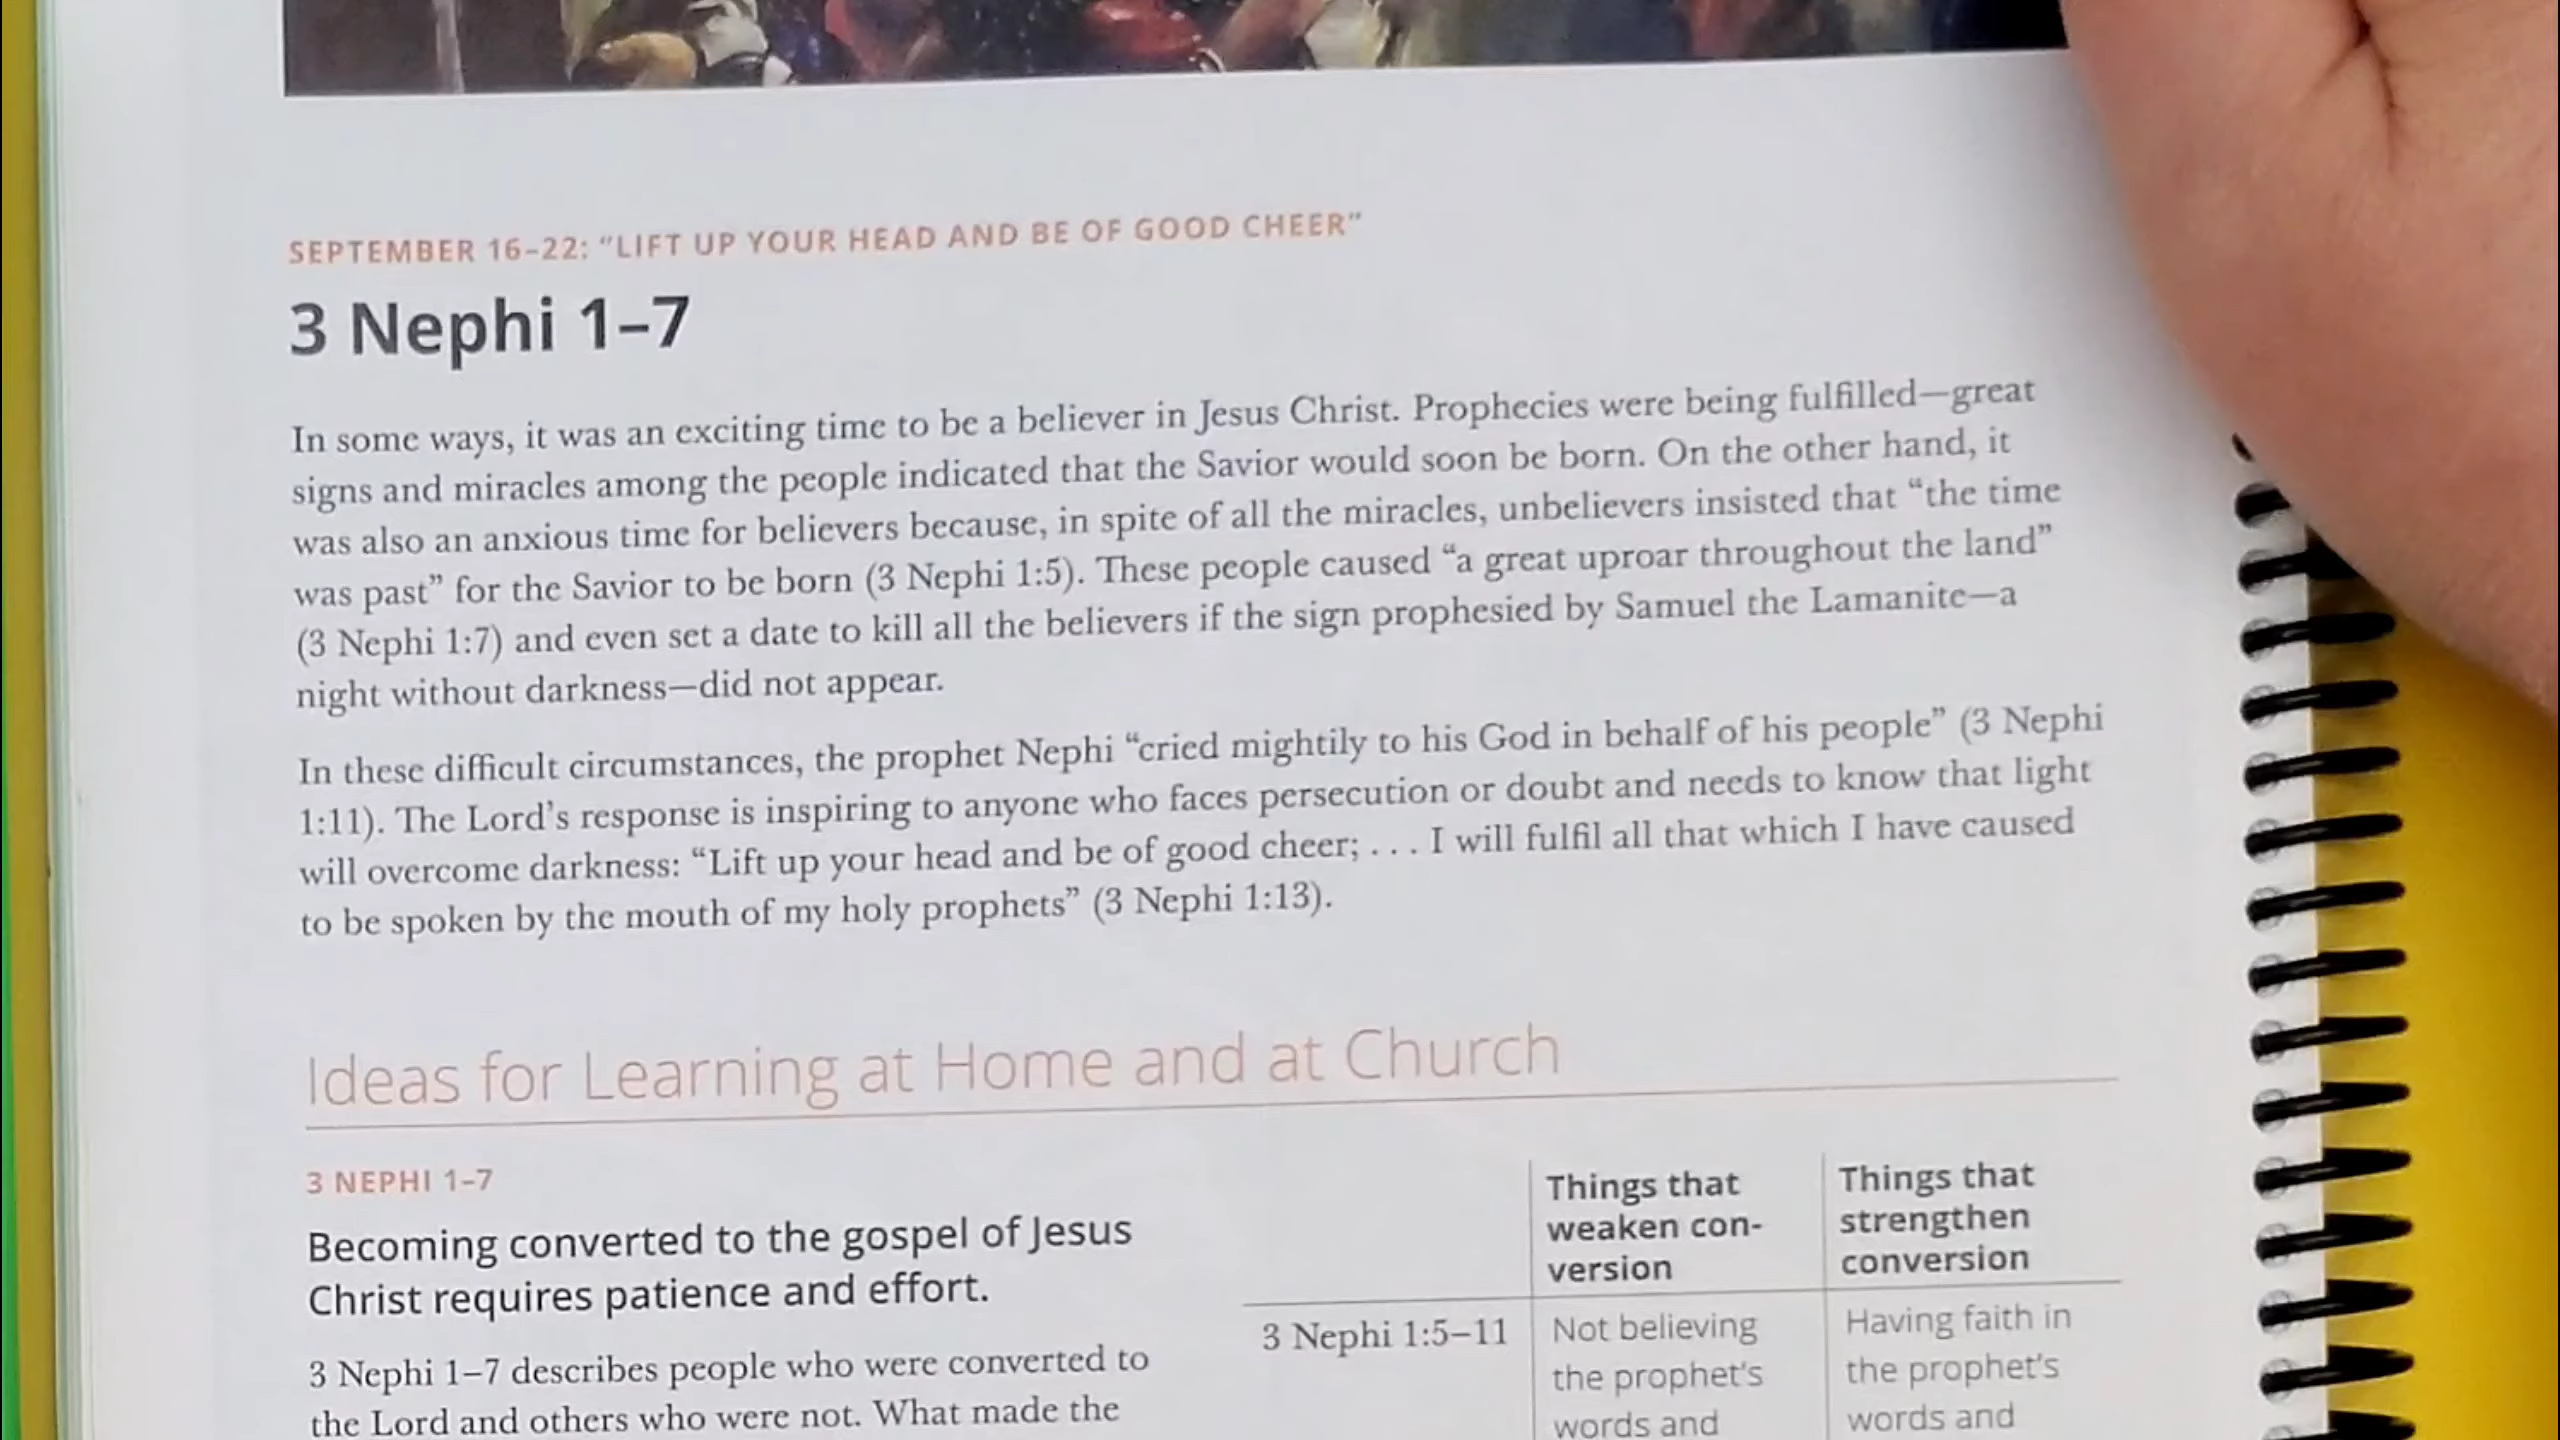 SEPTEMBER 16–22: “LIFT UP YOUR HEAD AND BE OF GOOD CHEER”
3 Nephi 1–7
In some ways, it was an exciting time to be a believer in Jesus Christ. Prophecies were being fulfilled—great
signs and miracles among the people indicated that the Savior would soon be born. On the other hand, it
was also an anxious time for believers because, in spite of all the miracles, unbelievers insisted that “the time
was past” for the Savior to be born (3 Nephi 1:5). These people caused “a great uproar throughout the land”
(3 Nephi 1:7) and even set a date to kill all the believers if the sign prophesied by Samuel the Lamanite—a
night without darkness—did not appear.
In these difficult circumstances, the prophet Nephi “cried mightily to his God in behalf of his people” (3 Nephi
1:11). The Lord’s response is inspiring to anyone who faces persecution or doubt and needs to know that light
will overcome darkness: “Lift up your head and be of good cheer; . . . I will fulfil all that which I have caused
to be spoken by the mouth of my holy prophets” (3 Nephi 1:13).
Ideas for Learning at Home and at Church
3 NEPHI 1–7
Becoming converted to the gospel of Jesus
Christ requires patience and effort.
3 Nephi 1–7 describes people who were converted to
the Lord and others who were not. What made the
Things that
weaken con-
version
Things that
strengthen
conversion
3 Nephi 1:5–11
Not believing
the prophet’s
words and
Having faith in
the prophet’s
words and